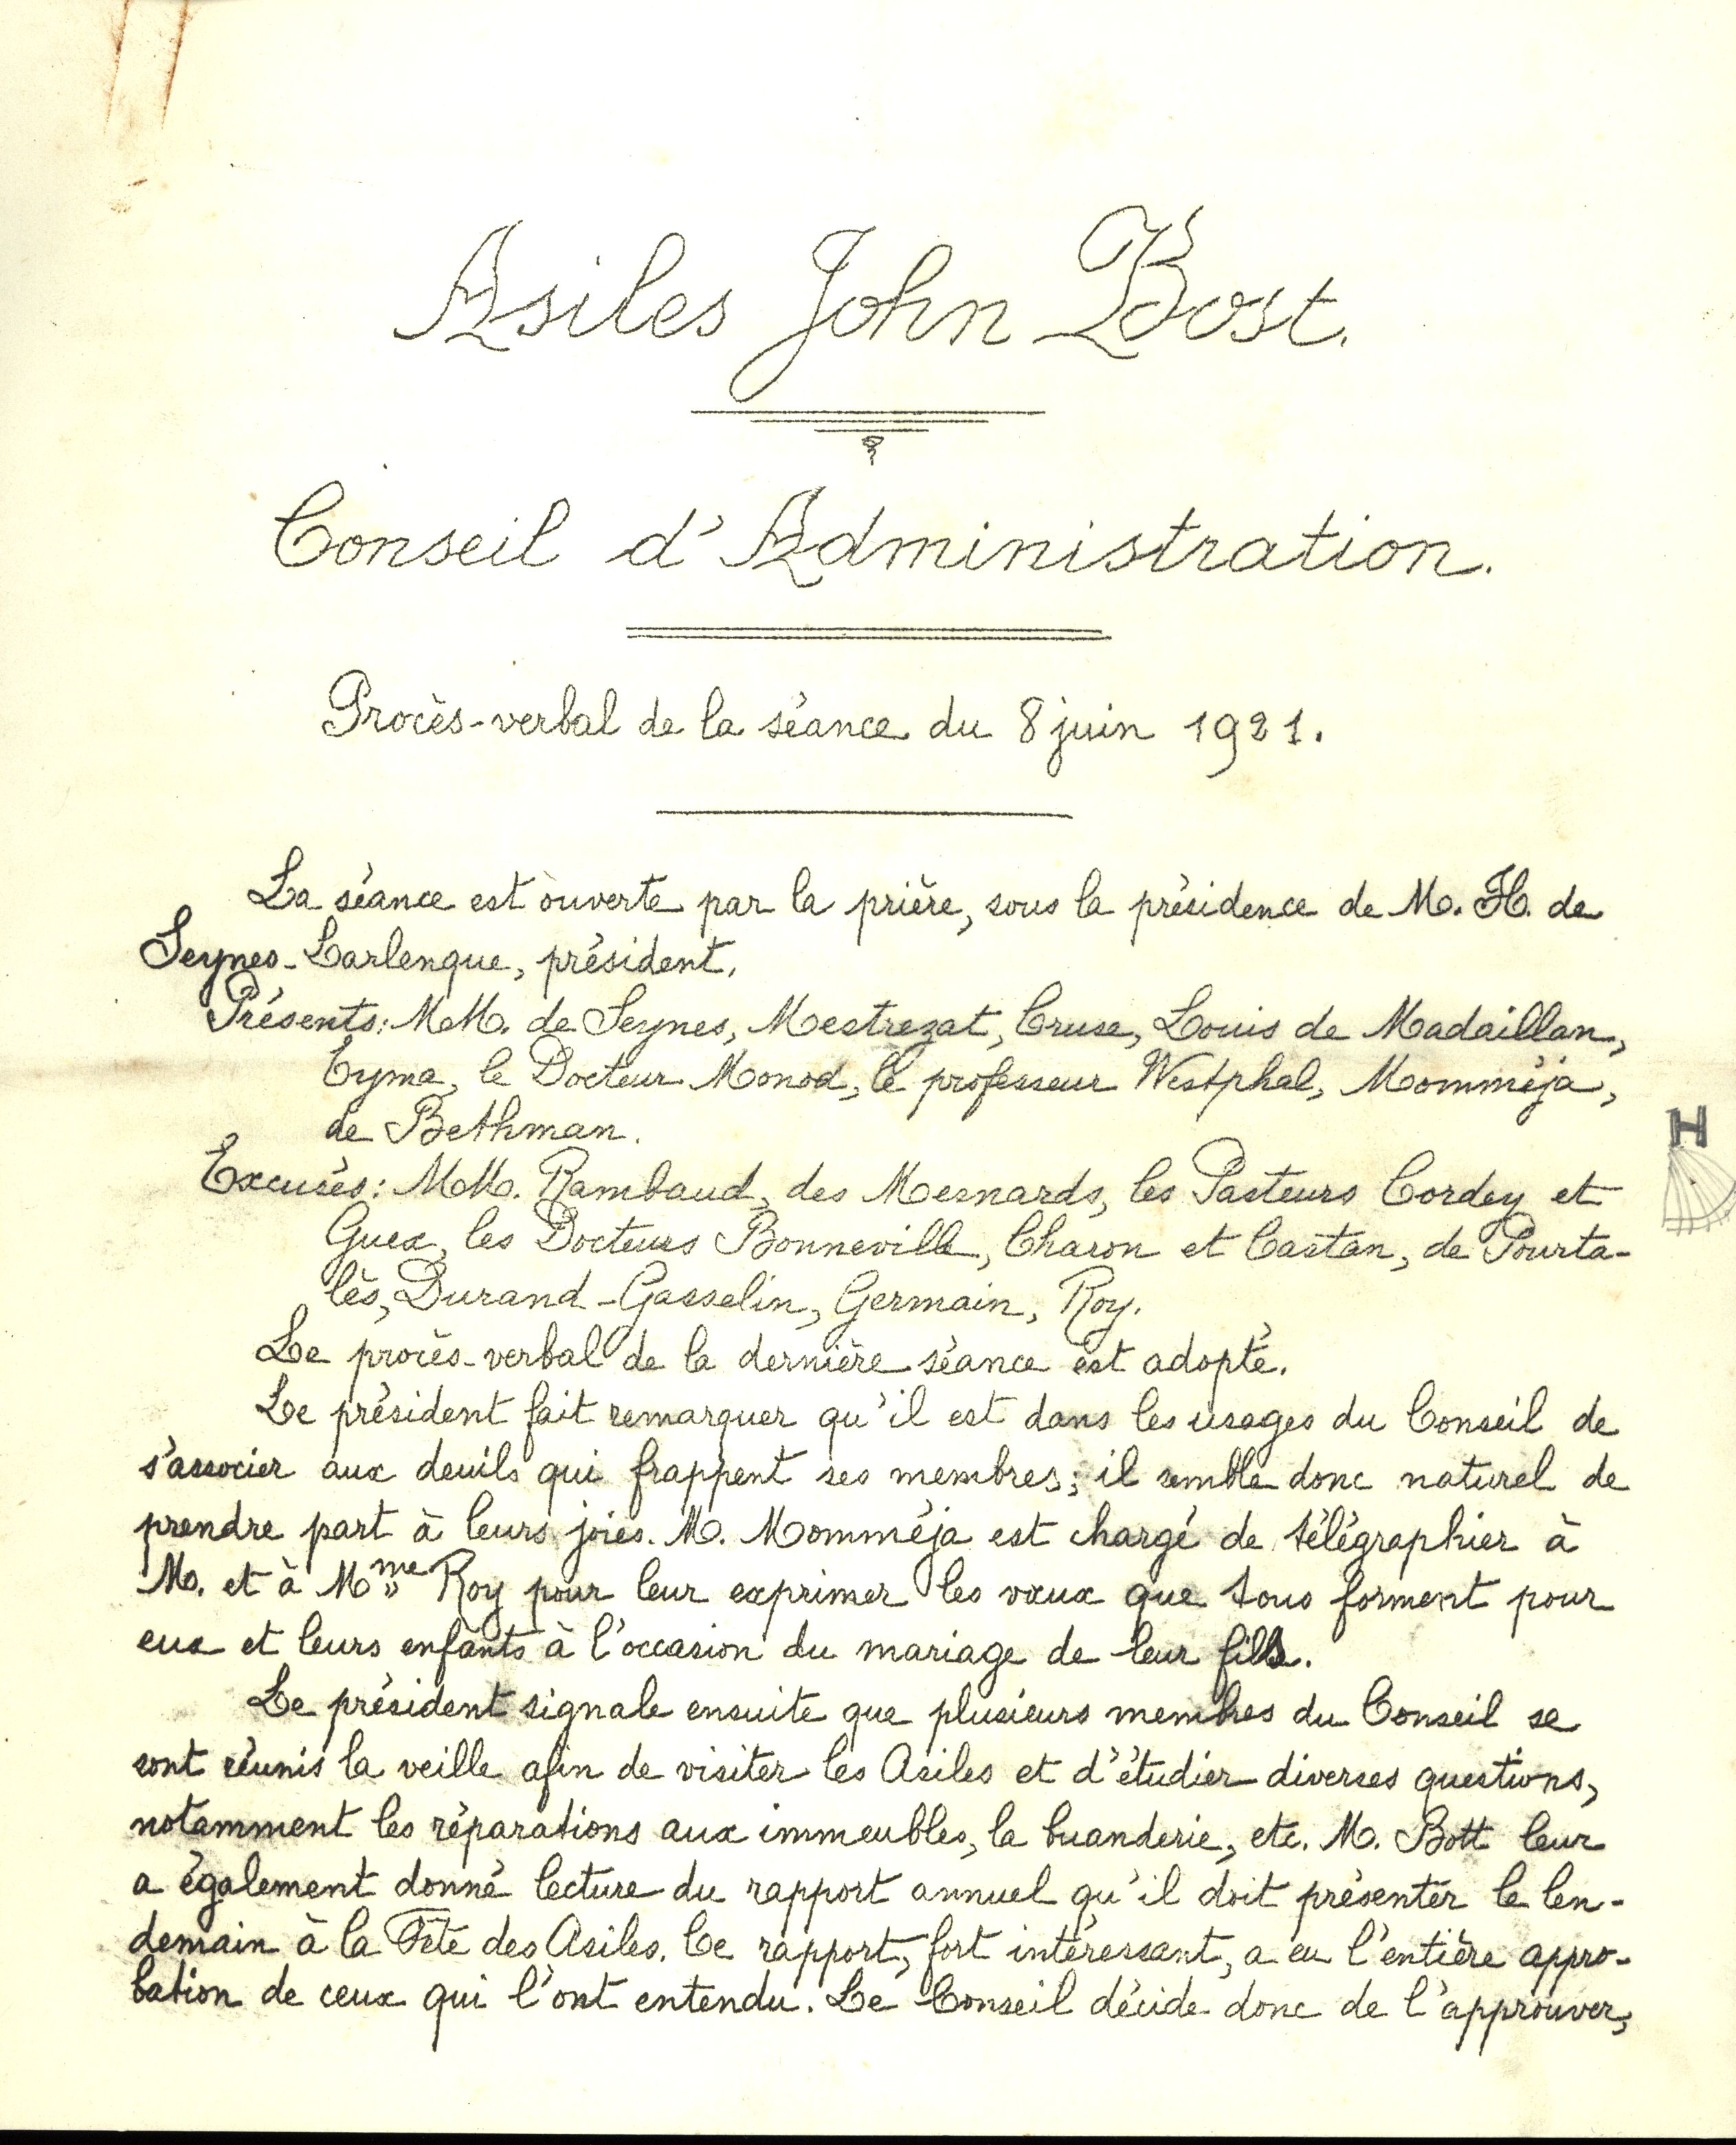 Asiles John Bost.
Conseil d'Administration.
Procès-verbal de la séance du 8 juin 1921.
La séance est ouverte par la prière, sous la présidence de M. H. de
Seynes-Larlenque, président.
Présents: MM. de Seynes, Mestrezat, Cruse, Louis de Madaillan,
Eyma, le Docteur Monod, le professeur Westphal, Momméja,
de Bethman.
Excusés: MM. Rambaud, des Mesnards, les Pasteurs Cordey et
Guex, les Docteurs Bonneville, Charon et Castan, de Pourta-
lès, Durand-Gasselin, Germain, Roy.
Le procès-verbal de la dernière séance est adopté.
Le président fait remarquer qu'il est dans les usages du Conseil de
s'associer aux deuils qui frappent ses membres; il semble donc naturel de
prendre part à leurs joies. M. Momméja est chargé de télégraphier à
M. et à Mme Roy pour leur exprimer les vœux que tous forment pour
eux et leurs enfants à l'occasion du mariage de leur fils.
Le président signale ensuite que plusieurs membres du Conseil se
sont réunis la veille afin de visiter les Asiles et d'étudier diverses questions,
notamment les réparations aux immeubles, la buanderie, etc. M. Bott leur
a également donné lecture du rapport annuel qu'il doit présenter le len-
demain à la Fête des Asiles. Ce rapport, fort intéressant, a eu l'entière appro-
bation de ceux qui l'ont entendu. Le Conseil décide donc de l'approuver,
H